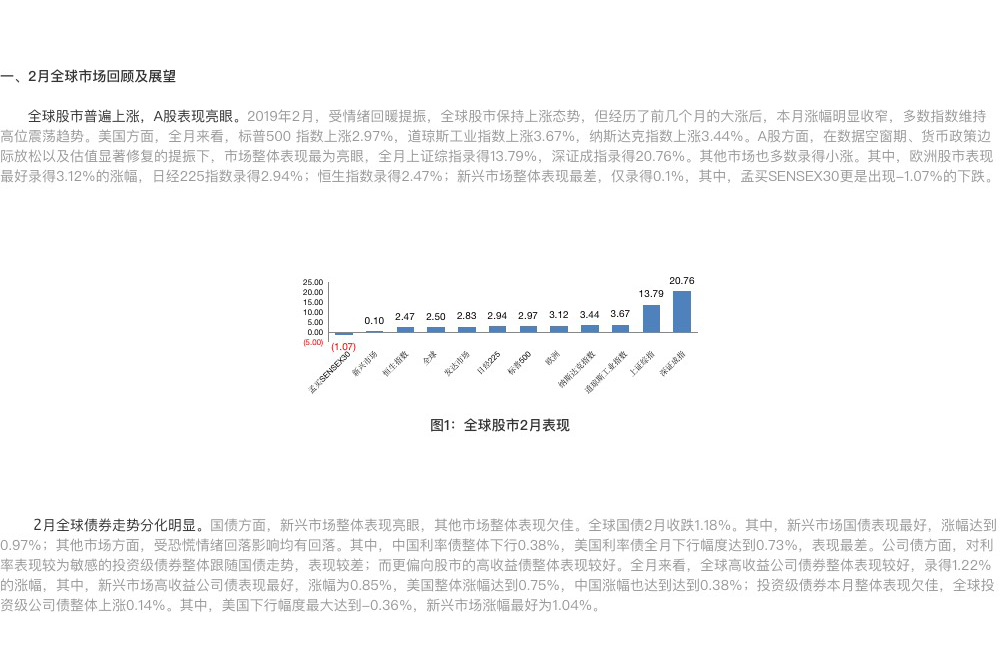 一、2月全球市场回顾及展望
全球股市普遍上涨，A股表现亮眼。2019年2月，受情绪回暖提振，全球股市保持上涨态势，但经历了前几个月的大涨后，本月涨幅明显收窄，多数指数维持
高位震荡趋势。美国方面，全月来看，标普500 指数上涨2.97%，道琼斯工业指数上涨3.67%，纳斯达克指数上涨3.44%。A股方面，在数据空窗期、货币政策边
际放松以及估值显著修复的提振下，市场整体表现最为亮眼，全月上证综指录得13.79%，深证成指录得20.76%。其他市场也多数录得小涨。其中，欧洲股市表现
最好录得3.12%的涨幅，日经225指数录得2.94%；恒生指数录得2.47%；新兴市场整体表现最差，仅录得0.1%，其中，孟买SENSEX30更是出现-1.07%的下跌。
25.00
20.00
15.00
10.00
5.00
0.00
(5.00)
(1.07)
0.10
2.47
2.50
2.83
2.94
2.97
3.12
3.44
3.67
13.79
20.76
孟买SENSEX30
新兴市场
恒生指数
全球
发达市场
日经225
标普500
欧洲
纳斯达克指数
道琼斯工业指数
上证综指
深证成指
图1：全球股市2月表现
2月全球债券走势分化明显。国债方面，新兴市场整体表现亮眼，其他市场整体表现欠佳。全球国债2月收跌1.18%。其中，新兴市场国债表现最好，涨幅达到
0.97%；其他市场方面，受恐慌情绪回落影响均有回落。其中，中国利率债整体下行0.38%，美国利率债全月下行幅度达到0.73%，表现最差。公司债方面，对利
率表现较为敏感的投资级债券整体跟随国债走势，表现较差；而更偏向股市的高收益债整体表现较好。全月来看，全球高收益公司债券整体表现较好，录得1.22%
的涨幅，其中，新兴市场高收益公司债表现最好，涨幅为0.85%，美国整体涨幅达到0.75%，中国涨幅也达到达到0.38%；投资级债券本月整体表现欠佳，全球投
资级公司债整体上涨0.14%。其中，美国下行幅度最大达到-0.36%，新兴市场涨幅最好为1.04%。